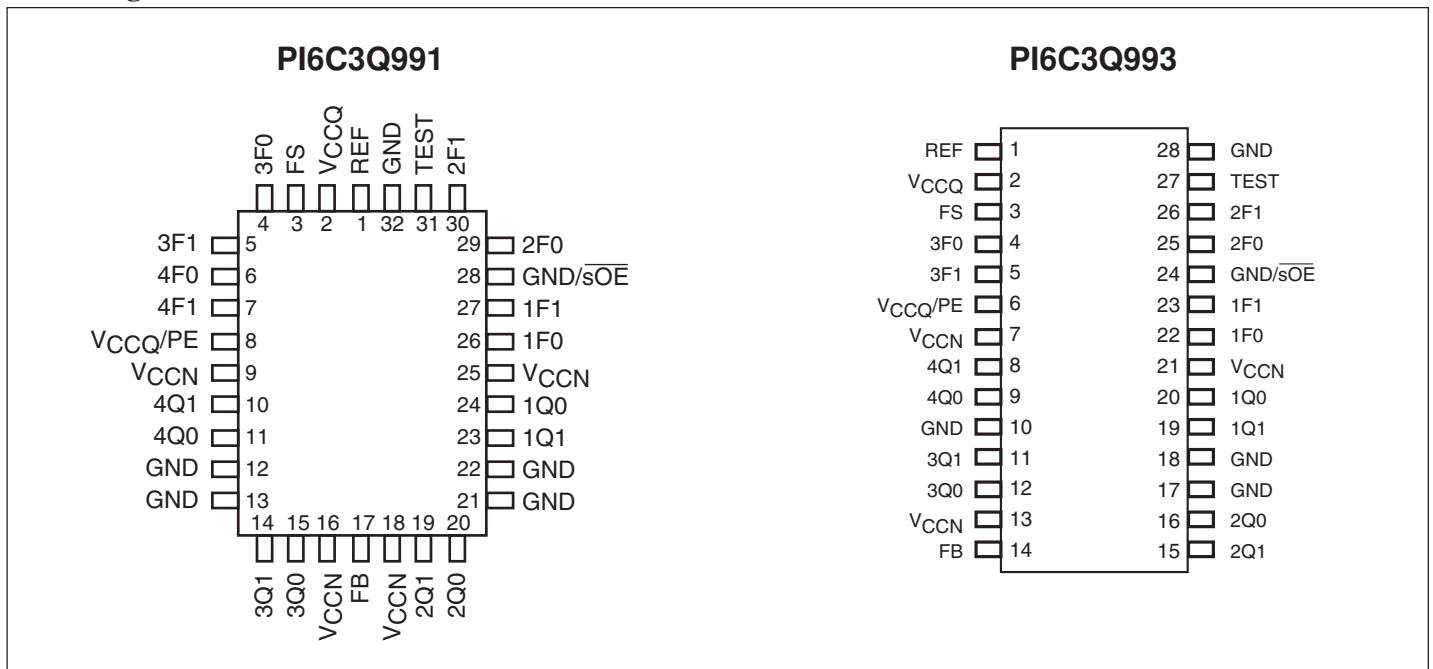 PI6C3Q991
3F0
FS
VCCQ
REF
GND
TEST
2F1
4
3
2
1
32
31
30
3F1 5
4F0 6
4F1 7
VCCQ/PE 8
VCCN 9
4Q1 10
4Q0 11
GND 12
GND 13
29 2F0
28 GND/sOE
27 1F1
26 1F0
25 VCCN
24 1Q0
23 1Q1
22 GND
21 GND
14
15
16
17
18
19
20
3Q1
3Q0
VCCN
FB
VCCN
2Q1
2Q0
PI6C3Q993
REF 1 28 GND
VCCQ 2 27 TEST
FS 3 26 2F1
3F0 4 25 2F0
3F1 5 24 GND/sOE
VCCQ/PE 6 23 1F1
VCCN 7 22 1F0
4Q1 8 21 VCCN
4Q0 9 20 1Q0
GND 10 19 1Q1
3Q1 11 18 GND
3Q0 12 17 GND
VCCN 13 16 2Q0
FB 14 15 2Q1